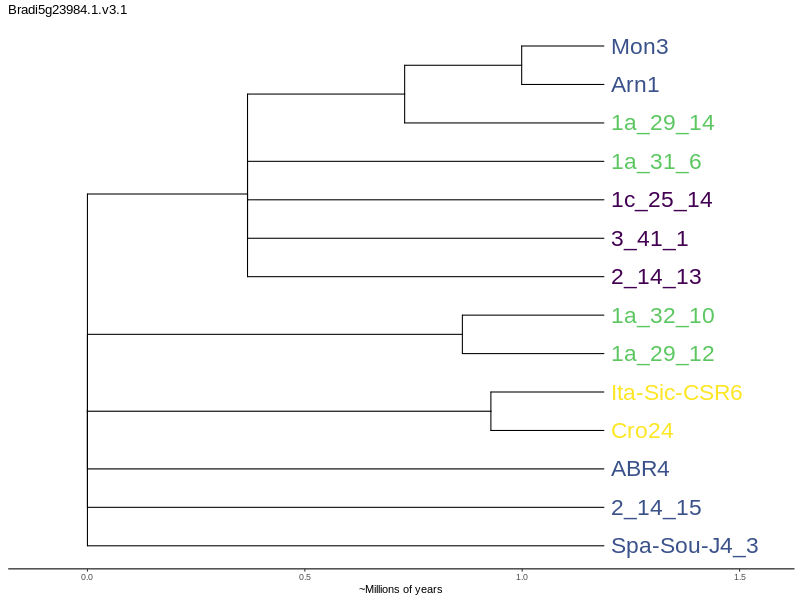 Bradi5g23984.1.v3.1
Mon3
Arn1
1a_29_14
1a_31_6
1c_25_14
3_41_1
2_14_13
1a_32_10
1a_29_12
Ita-Sic-CSR6
Cro24
ABR4
2_14_15
Spa-Sou-J4_3
0.0 0.5 1.0 1.5
~Millions of years